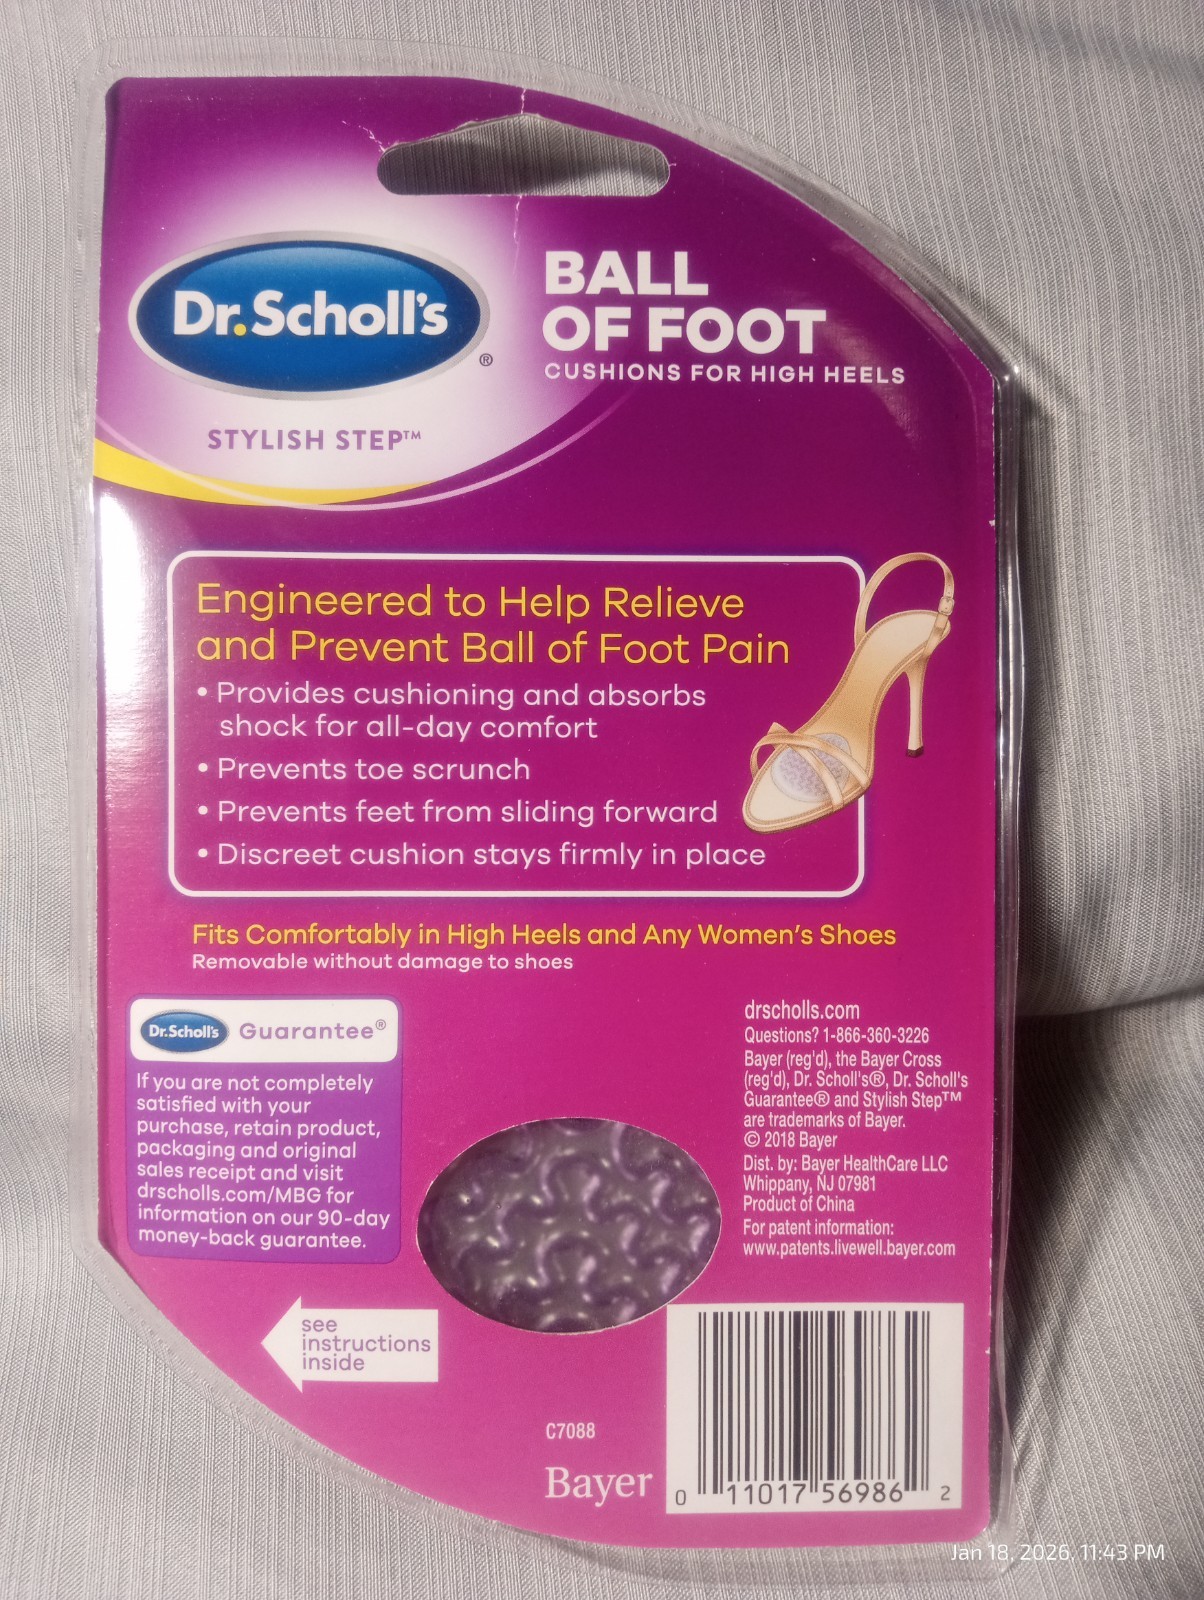 Dr.Scholl's®
STYLISH STEP™
BALL
OF FOOT
CUSHIONS FOR HIGH HEELS
Engineered to Help Relieve
and Prevent Ball of Foot Pain
• Provides cushioning and absorbs
shock for all-day comfort
• Prevents toe scrunch
• Prevents feet from sliding forward
• Discreet cushion stays firmly in place
Fits Comfortably in High Heels and Any Women's Shoes
Removable without damage to shoes
Dr.Scholl's Guarantee®
If you are not completely
satisfied with your
purchase, retain product,
packaging and original
sales receipt and visit
drscholls.com/MBG for
information on our 90-day
money-back guarantee.
see
instructions
inside
drscholls.com
Questions? 1-866-360-3226
Bayer (reg'd), the Bayer Cross
(reg'd), Dr. Scholl's®, Dr. Scholl's
Guarantee® and Stylish Step™
are trademarks of Bayer.
© 2018 Bayer
Dist. by: Bayer HealthCare LLC
Whippany, NJ 07981
Product of China
For patent information:
www.patents.livewell.bayer.com
C7088
Bayer
0 11017 56986 2
Jan 18, 2026, 11:43 PM